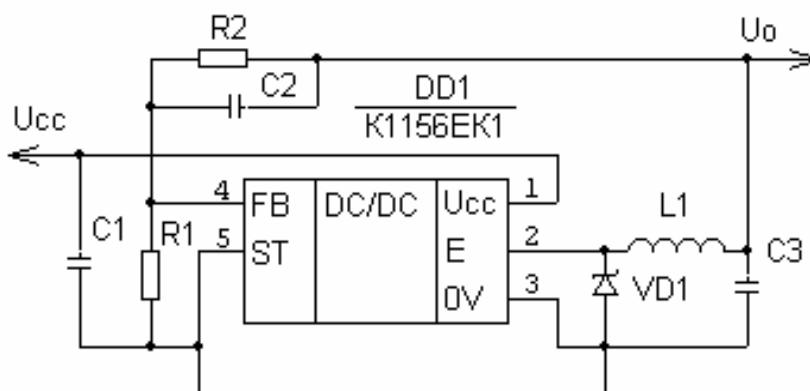 R2
Uo
C2
DD1
К1156ЕК1
Ucc
4 FB DC/DC Ucc 1
C1 R1 5 ST E 2 L1 C3
0V 3 VD1